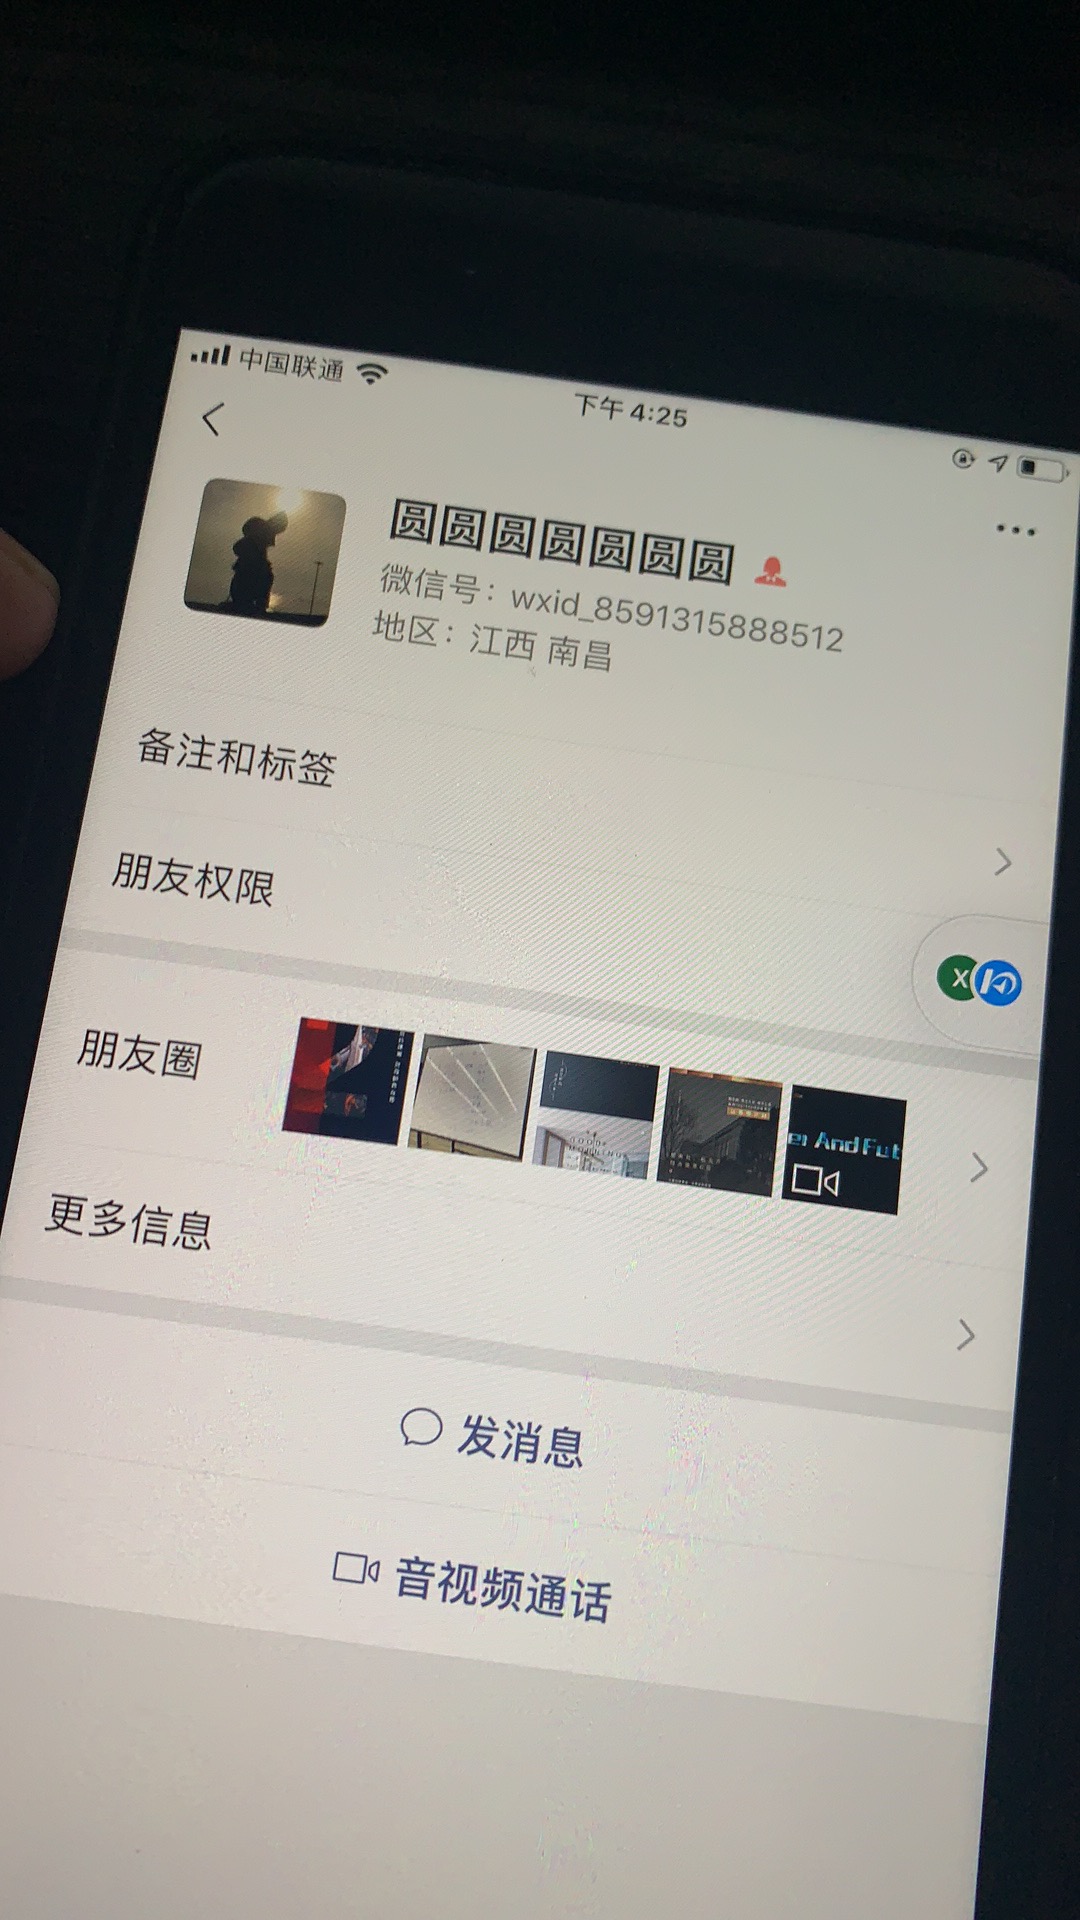 中国联通
下午 4:25
圆圆圆圆圆圆圆
微信号：wxid_8591315888512
地区：江西 南昌
备注和标签
朋友权限
X
朋友圈
GOOD
MORNING
er And Fut
更多信息
发消息
音视频通话